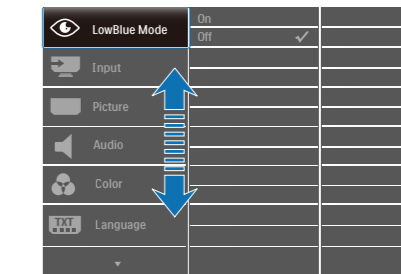 LowBlue Mode
On
Off
Input
Picture
Audio
Color
TXT
Language